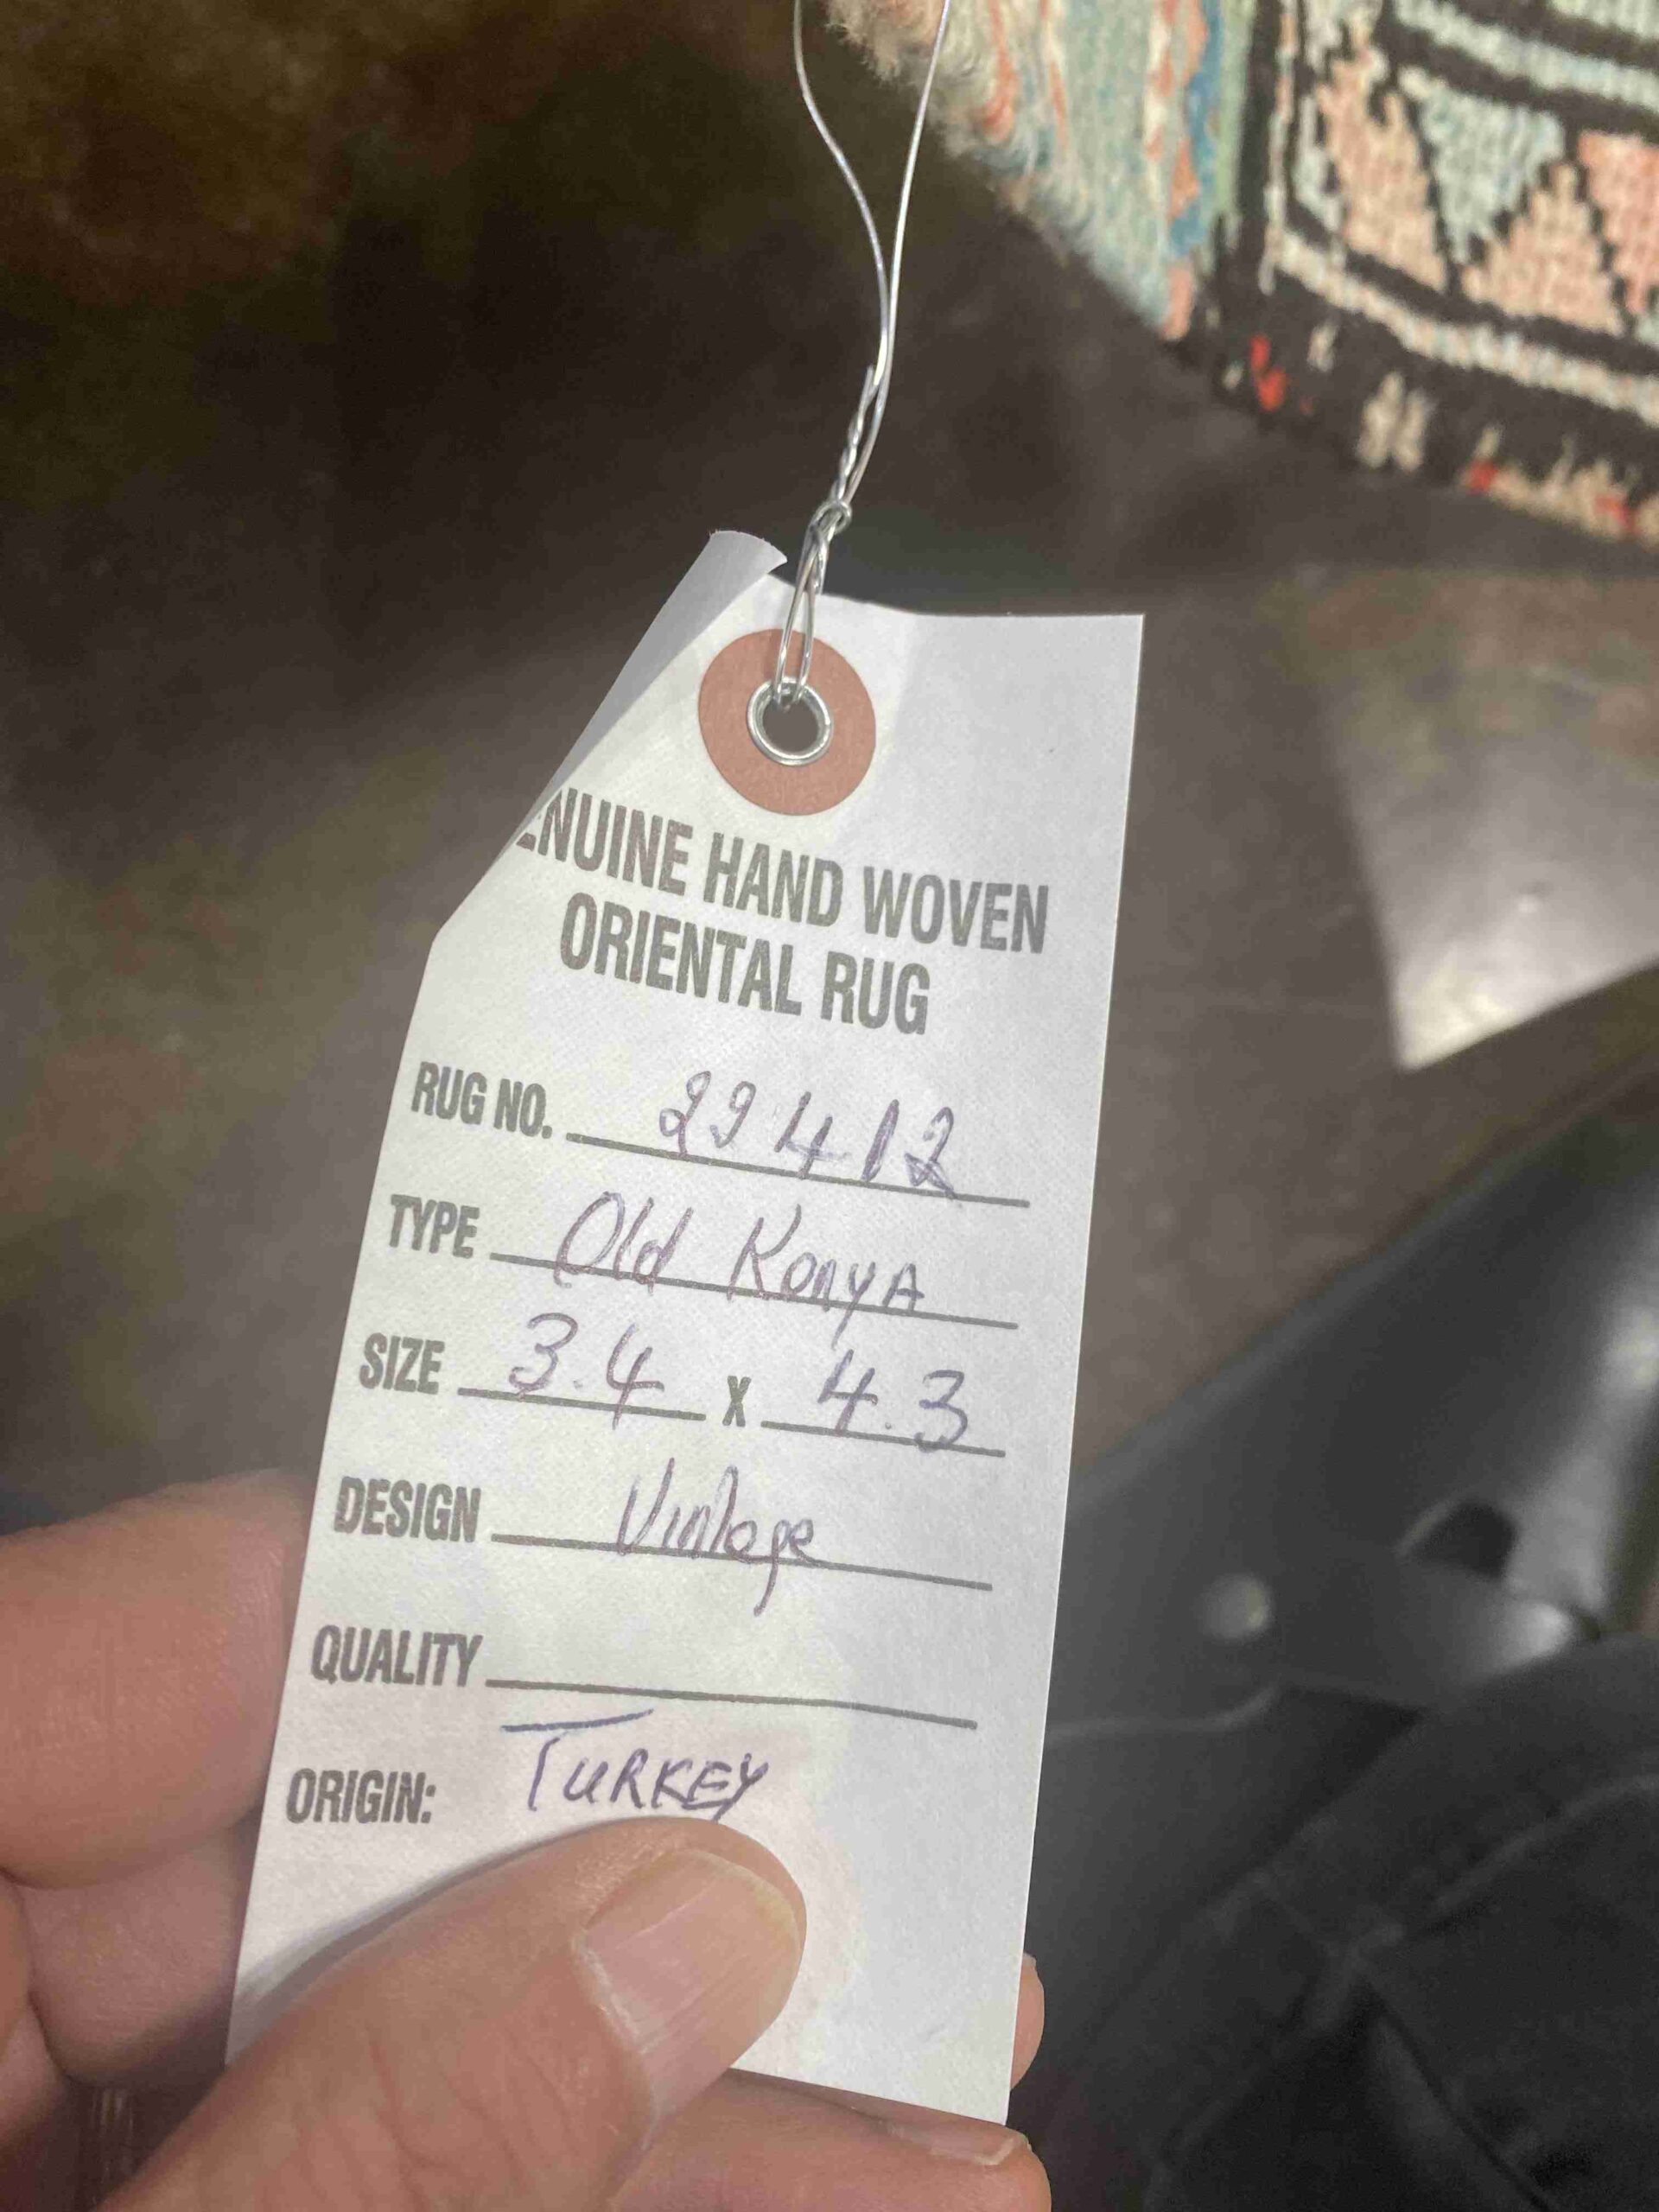 ENUINE HAND WOVEN
ORIENTAL RUG
RUG NO. 29412
TYPE Old Konya
SIZE 3.4 x 4.3
DESIGN Vintage
QUALITY
ORIGIN: TURKEY